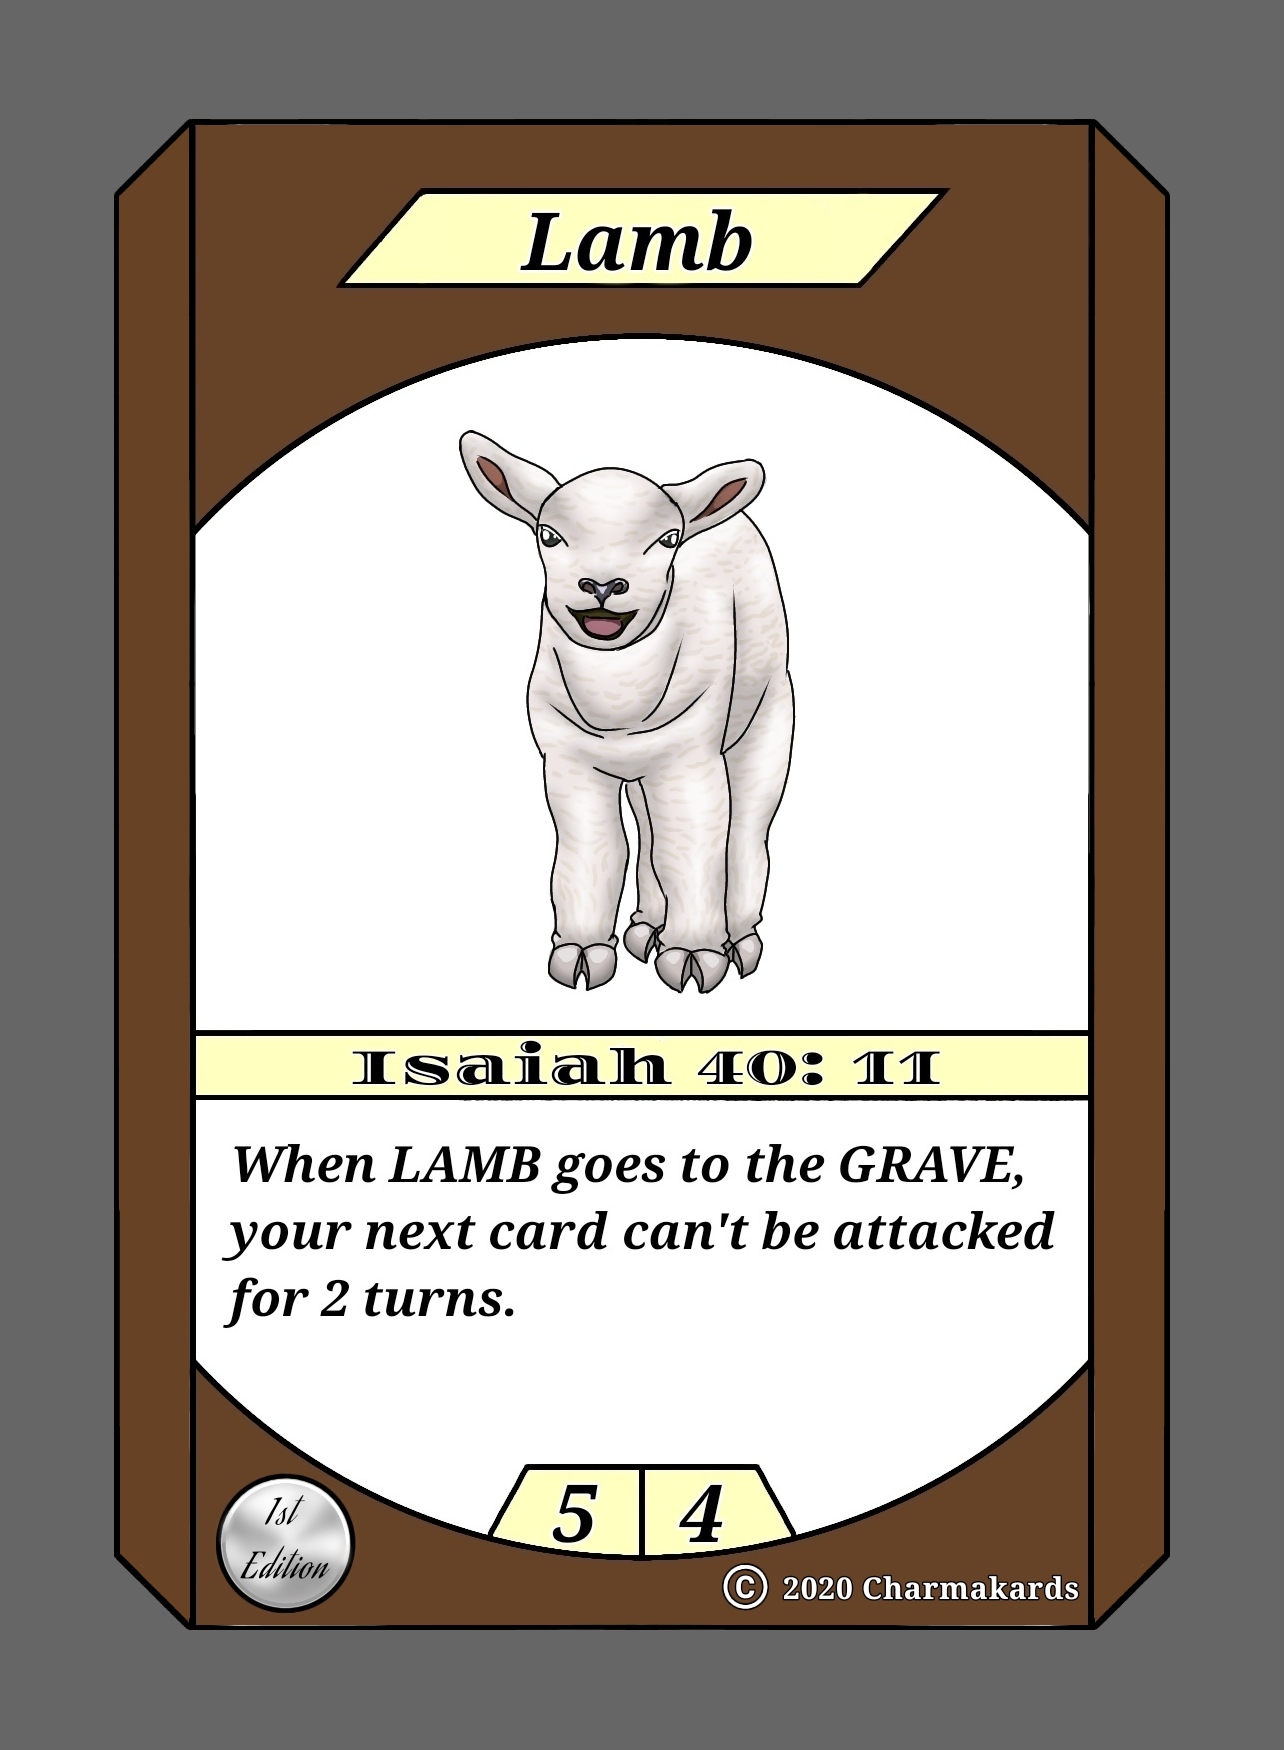 Lamb
Isaiah 40: 11
When LAMB goes to the GRAVE,
your next card can't be attacked
for 2 turns.
5 4
1st
Edition
© 2020 Charmakards